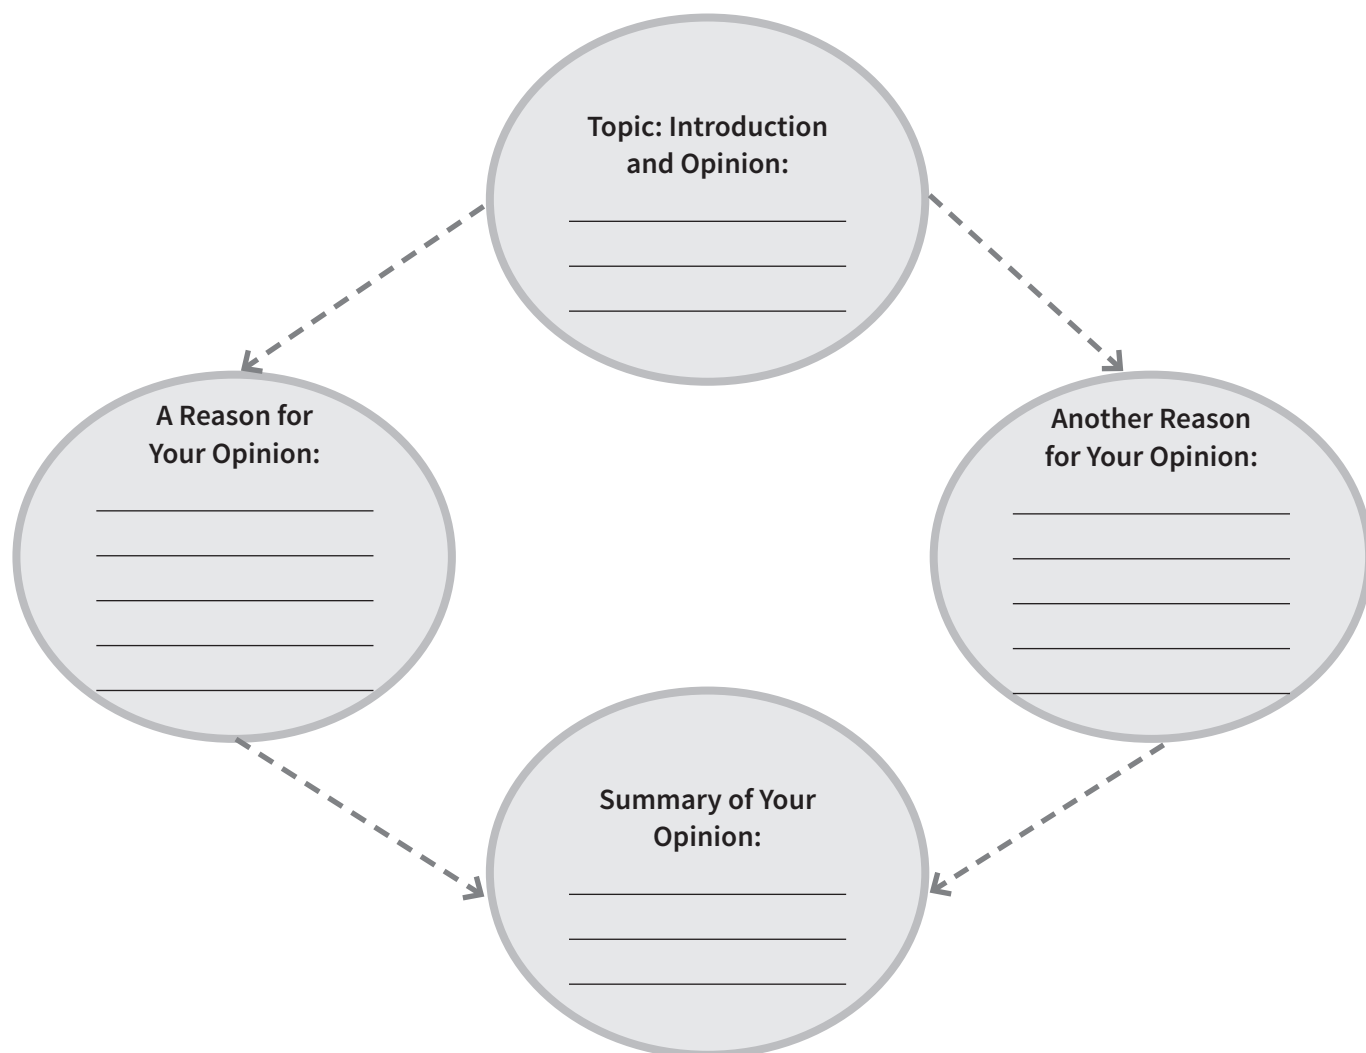 Topic: Introduction
and Opinion:
A Reason for
Your Opinion:
Another Reason
for Your Opinion:
Summary of Your
Opinion: